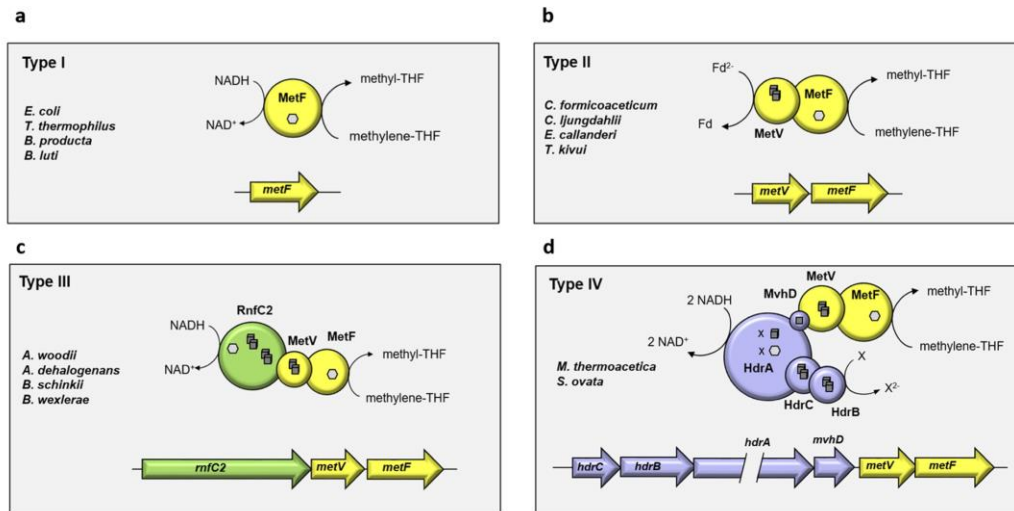 a
Type I
E. coli
T. thermophilus
B. producta
B. luti
NADH
NAD⁺
MetF
methyl-THF
methylene-THF
metF
b
Type II
C. formicoaceticum
C. ljungdahlii
E. callanderi
T. kivui
Fd²⁻
Fd
MetV
MetF
methyl-THF
methylene-THF
metV
metF
c
Type III
A. woodii
A. dehalogenans
B. schinkii
B. wexlerae
NADH
NAD⁺
RnfC2
MetV
MetF
methyl-THF
methylene-THF
rnfC2
metV
metF
d
Type IV
M. thermoacetica
S. ovata
2 NADH
2 NAD⁺
MvhD
MetV
MetF
methyl-THF
methylene-THF
X
X
HdrA
HdrC
HdrB
X
X²⁻
hdrC
hdrB
hdrA
mvhD
metV
metF